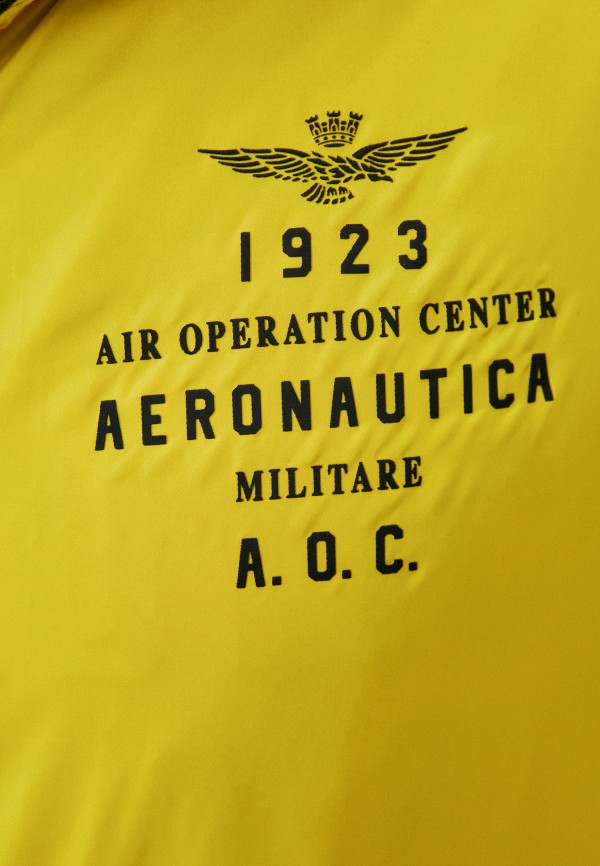 1923
AIR OPERATION CENTER
AERONAUTICA
MILITARE
A. O. C.